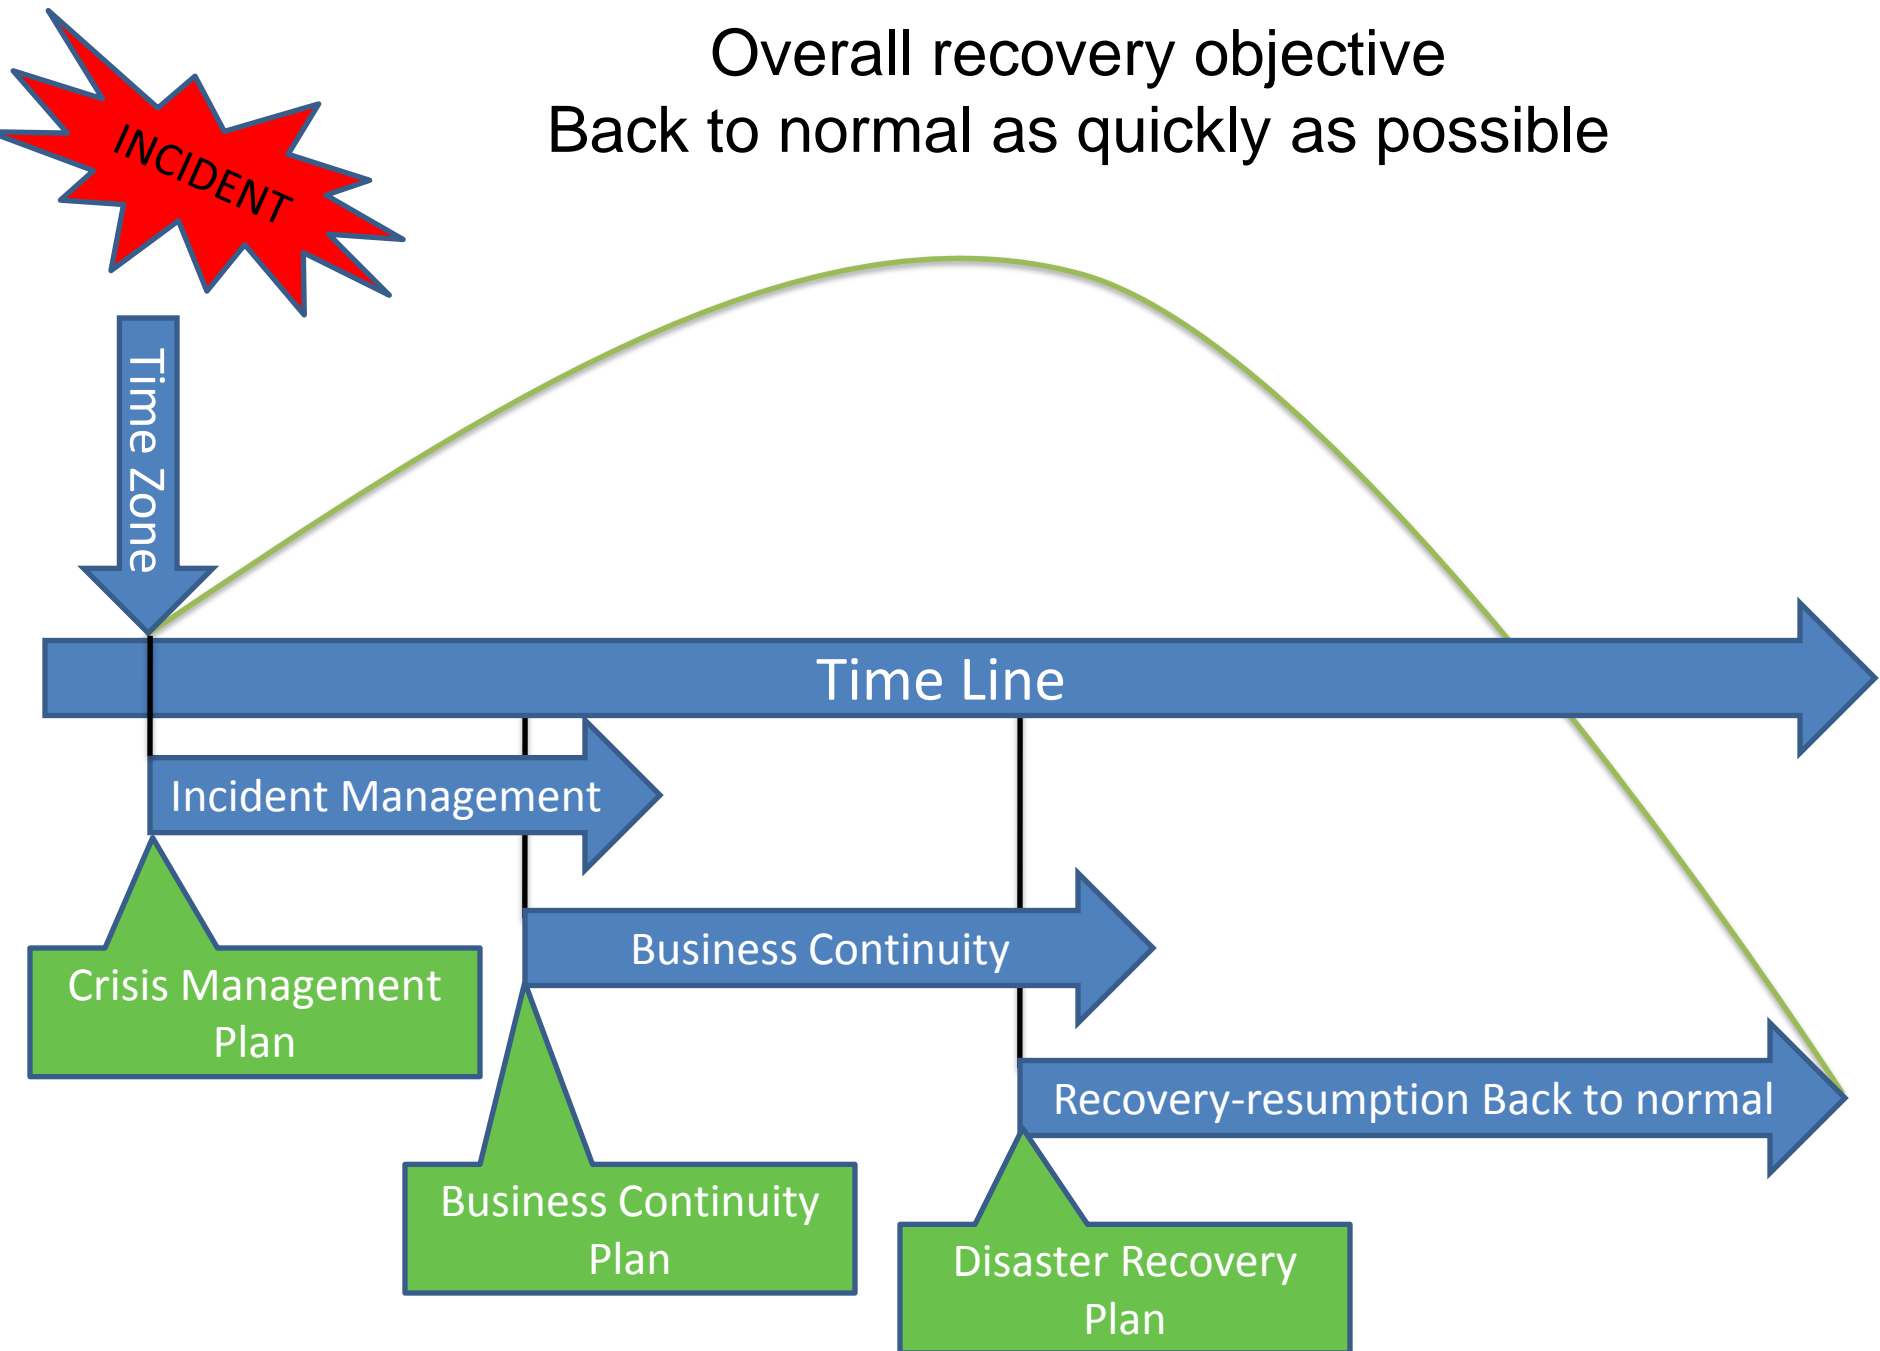 Overall recovery objective
Back to normal as quickly as possible
INCIDENT
Time Zone
Time Line
Incident Management
Business Continuity
Crisis Management
Plan
Recovery-resumption Back to normal
Business Continuity
Plan
Disaster Recovery
Plan